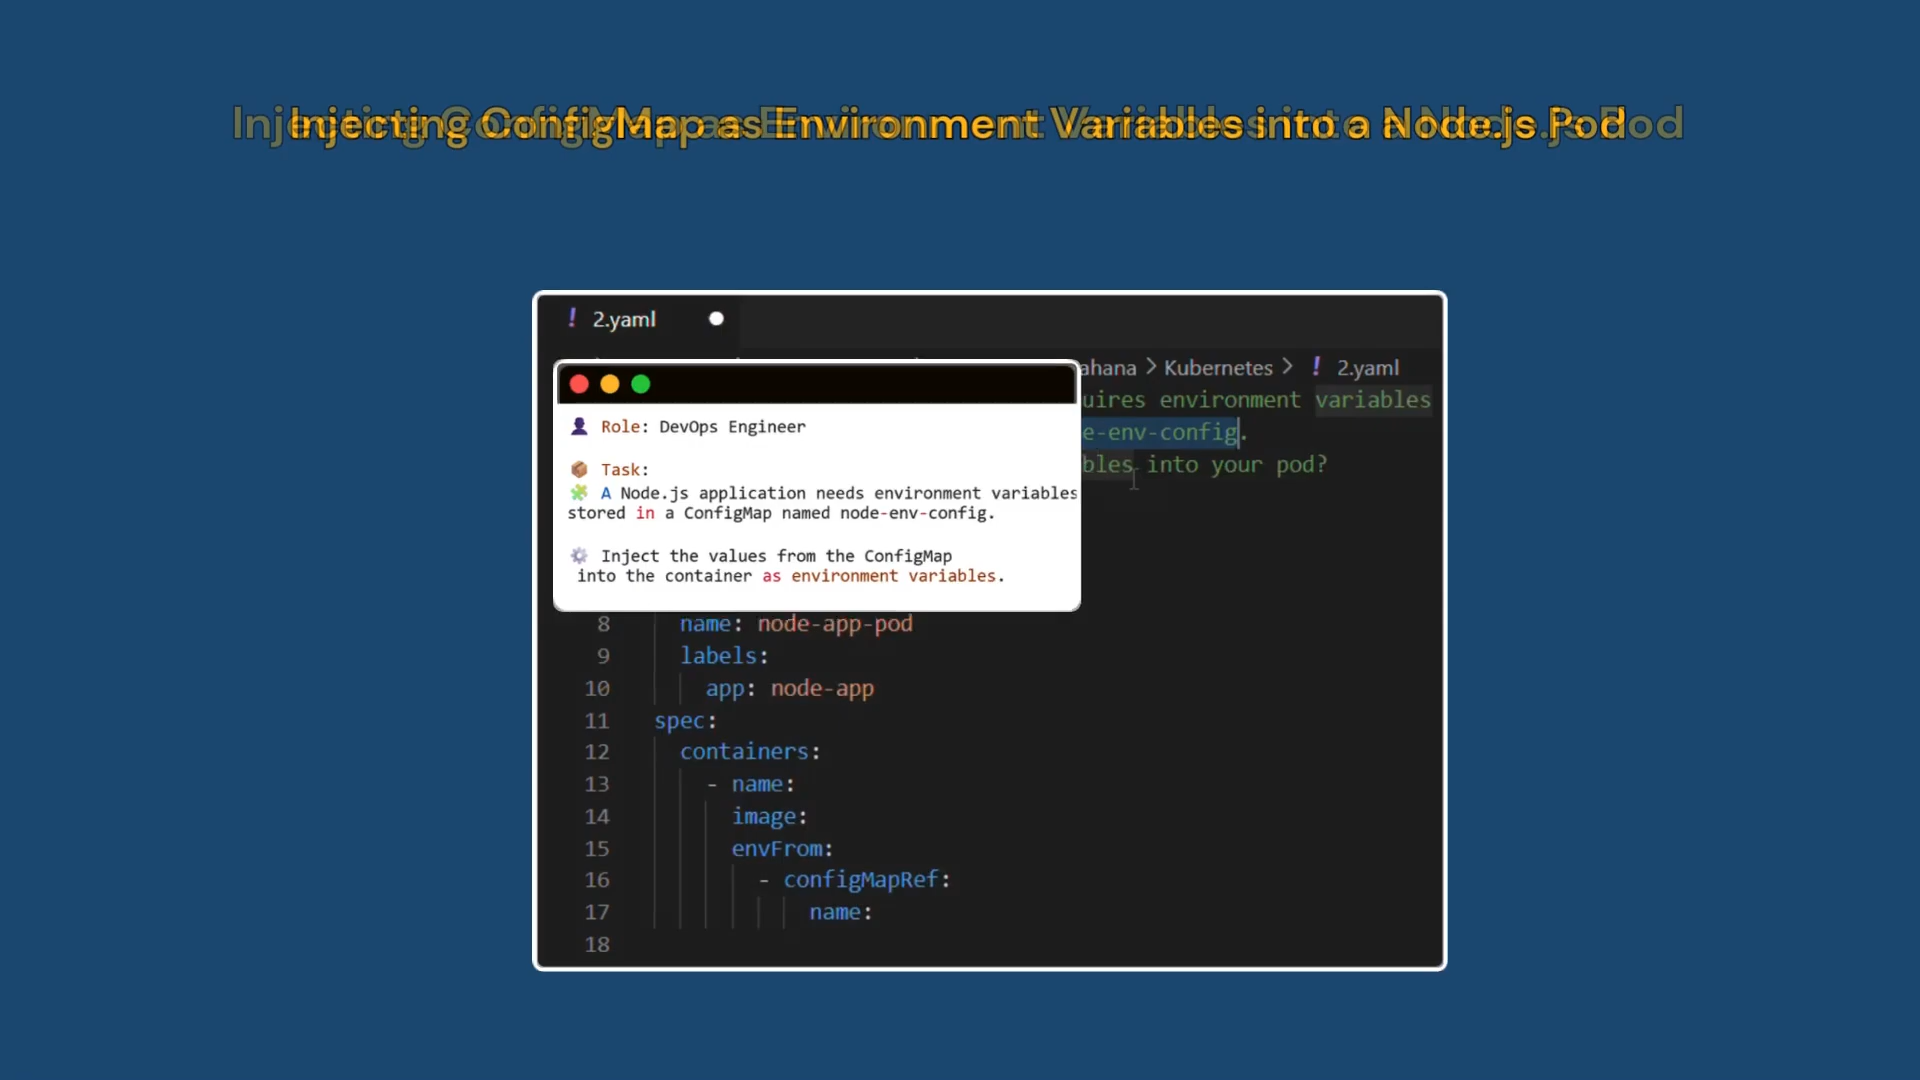 Injecting ConfigMap as Environment Variables into a Node.js Pod
2.yaml
ahana > Kubernetes > ! 2.yaml
uires environment variables
e-env-config.
bles into your pod?
Role: DevOps Engineer
Task:
A Node.js application needs environment variables
stored in a ConfigMap named node-env-config.
Inject the values from the ConfigMap
into the container as environment variables.
8 name: node-app-pod
9 labels:
10 app: node-app
11 spec:
12 containers:
13 - name:
14 image:
15 envFrom:
16 - configMapRef:
17 name:
18